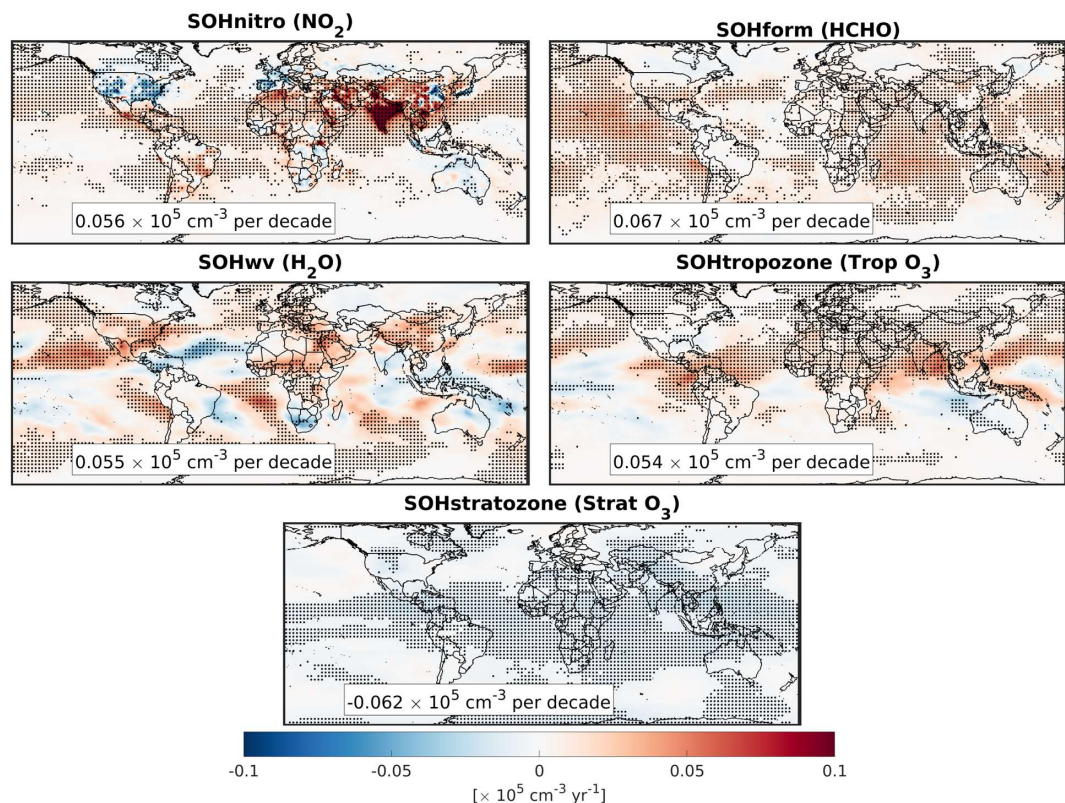 SOHnitro (NO2)
0.056 × 10^5 cm^-3 per decade
SOHform (HCHO)
0.067 × 10^5 cm^-3 per decade
SOHwv (H2O)
0.055 × 10^5 cm^-3 per decade
SOHtropozone (Trop O3)
0.054 × 10^5 cm^-3 per decade
SOHstratozone (Strat O3)
-0.062 × 10^5 cm^-3 per decade
-0.1 -0.05 0 0.05 0.1
[× 10^5 cm^-3 yr^-1]